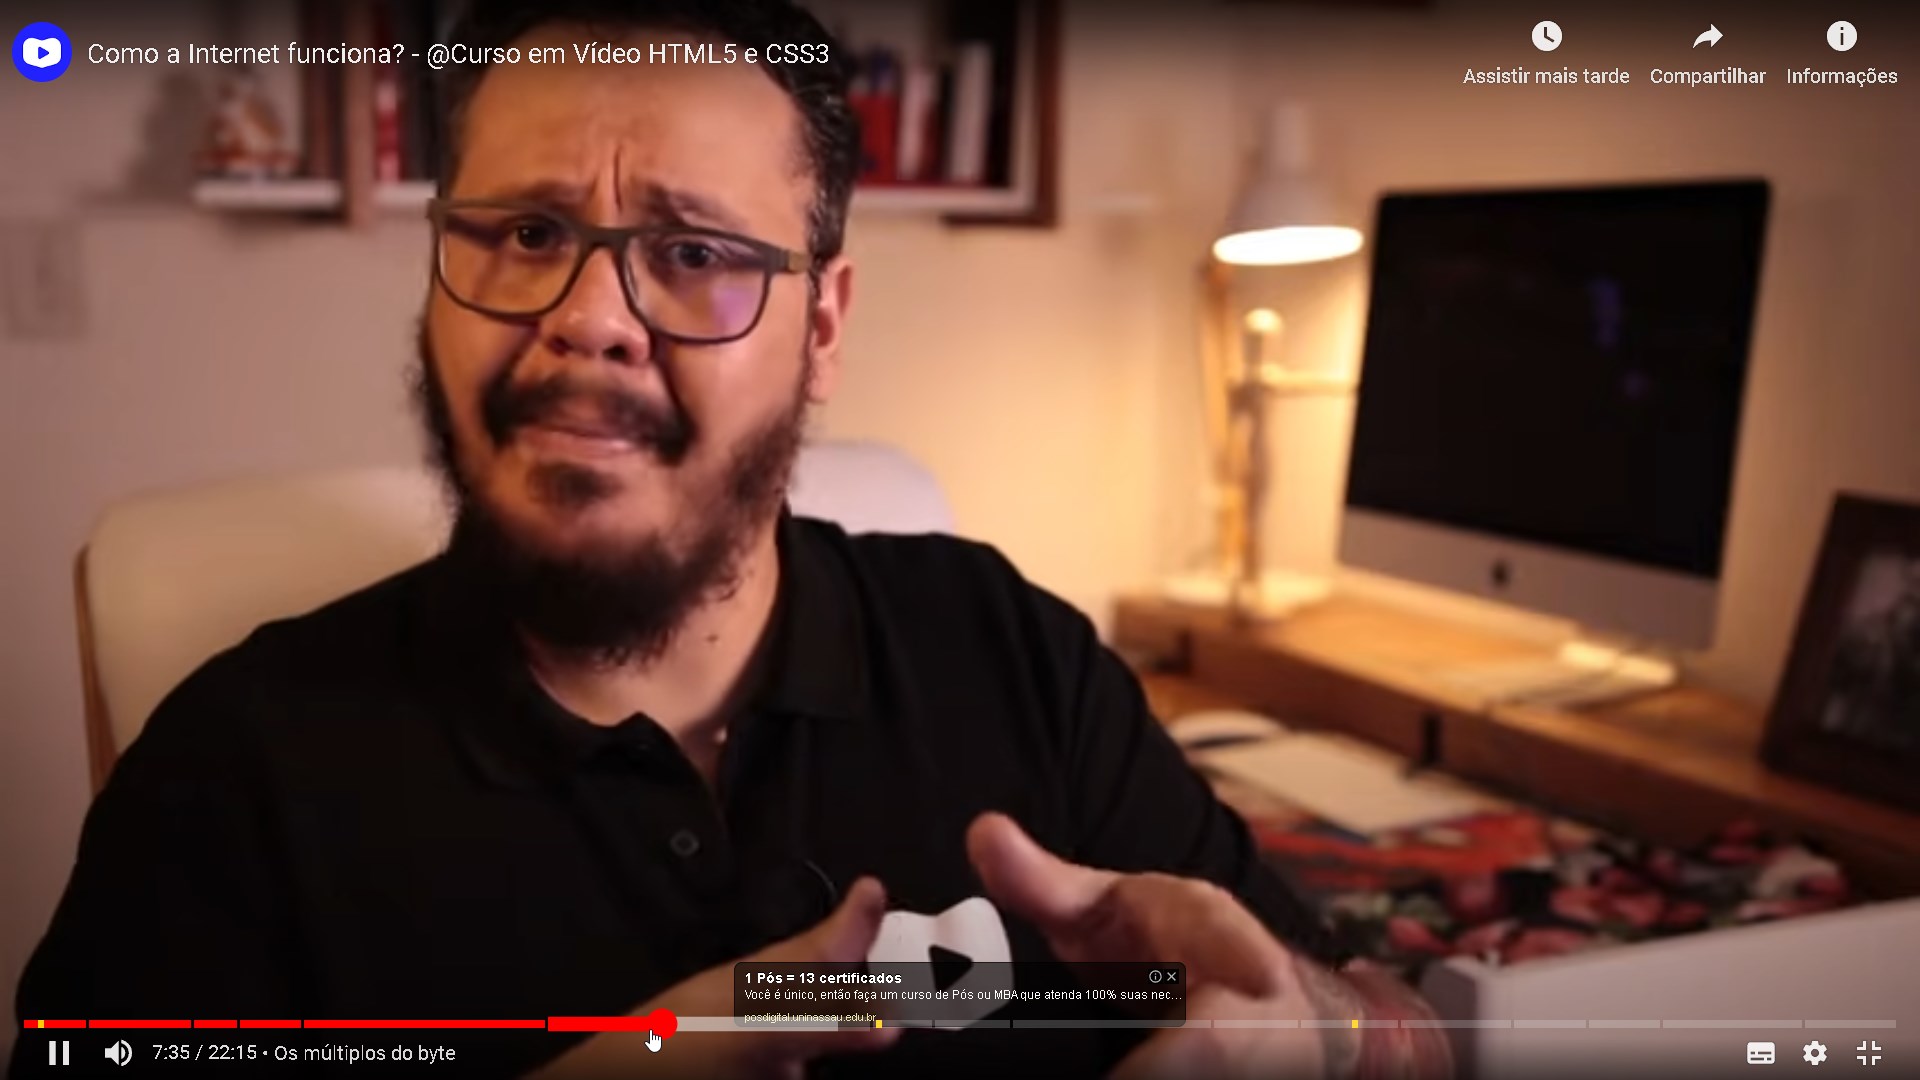 Como a Internet funciona? - @Curso em Vídeo HTML5 e CSS3
Assistir mais tarde
Compartilhar
Informações
1 Pós = 13 certificados
Você é único, então faça um curso de Pós ou MBA que atenda 100% suas nec...
posdigital.uninassau.edu.br
7:35 / 22:15 • Os múltiplos do byte